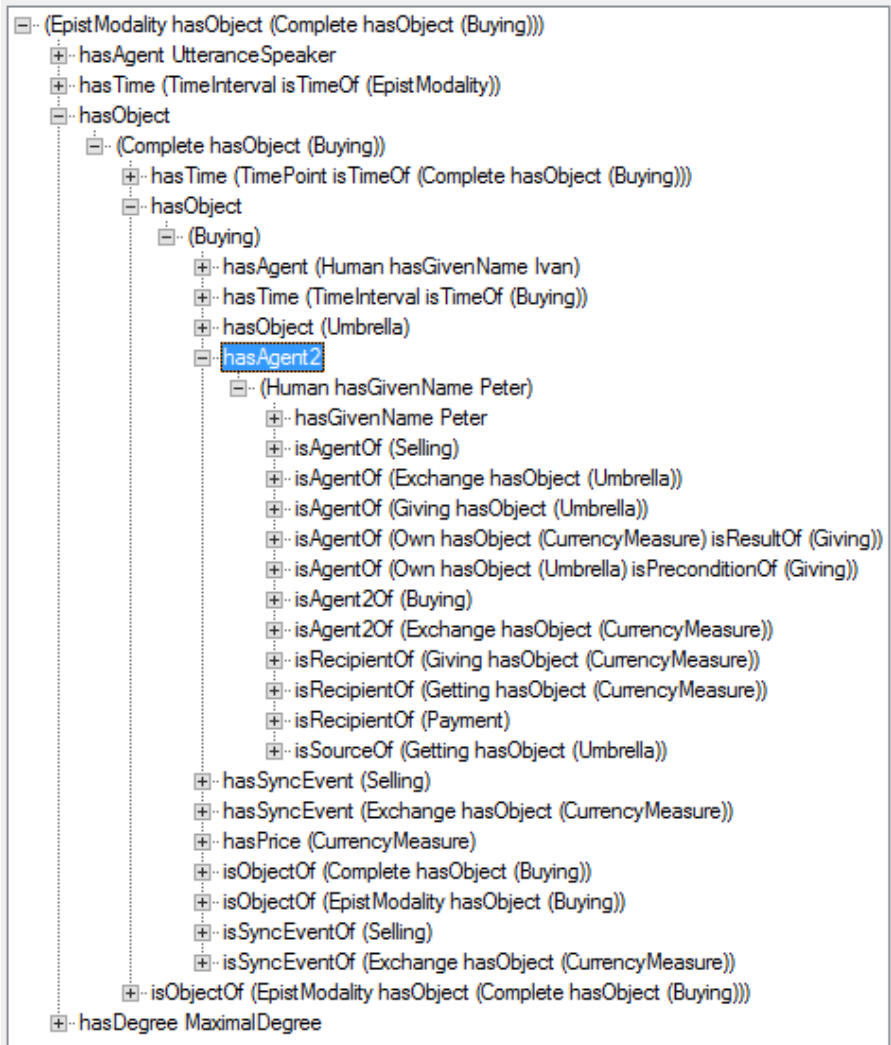 (EpistModality hasObject (Complete hasObject (Buying)))
hasAgent UtteranceSpeaker
hasTime (TimeInterval isTimeOf (EpistModality))
hasObject
(Complete hasObject (Buying))
hasTime (TimePoint isTimeOf (Complete hasObject (Buying)))
hasObject
(Buying)
hasAgent (Human hasGivenName Ivan)
hasTime (TimeInterval isTimeOf (Buying))
hasObject (Umbrella)
hasAgent2
(Human hasGivenName Peter)
hasGivenName Peter
isAgentOf (Selling)
isAgentOf (Exchange hasObject (Umbrella))
isAgentOf (Giving hasObject (Umbrella))
isAgentOf (Own hasObject (CurrencyMeasure) isResultOf (Giving))
isAgentOf (Own hasObject (Umbrella) isPreconditionOf (Giving))
isAgent2Of (Buying)
isAgent2Of (Exchange hasObject (CurrencyMeasure))
isRecipientOf (Giving hasObject (CurrencyMeasure))
isRecipientOf (Getting hasObject (CurrencyMeasure))
isRecipientOf (Payment)
isSourceOf (Getting hasObject (Umbrella))
hasSyncEvent (Selling)
hasSyncEvent (Exchange hasObject (CurrencyMeasure))
hasPrice (CurrencyMeasure)
isObjectOf (Complete hasObject (Buying))
isObjectOf (EpistModality hasObject (Buying))
isSyncEventOf (Selling)
isSyncEventOf (Exchange hasObject (CurrencyMeasure))
isObjectOf (EpistModality hasObject (Complete hasObject (Buying)))
hasDegree MaximalDegree